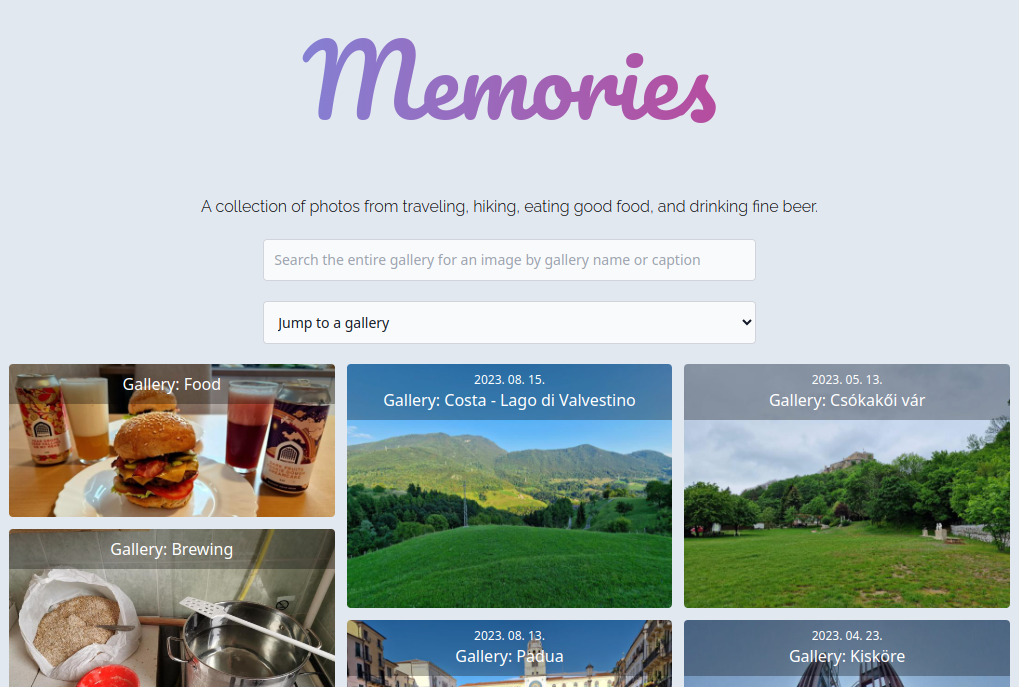 Memories
A collection of photos from traveling, hiking, eating good food, and drinking fine beer.
Search the entire gallery for an image by gallery name or caption
Jump to a gallery
Gallery: Food
2023. 08. 15.
Gallery: Costa - Lago di Valvestino
2023. 05. 13.
Gallery: Csókakői vár
Gallery: Brewing
2023. 08. 13.
Gallery: Padua
2023. 04. 23.
Gallery: Kisköre